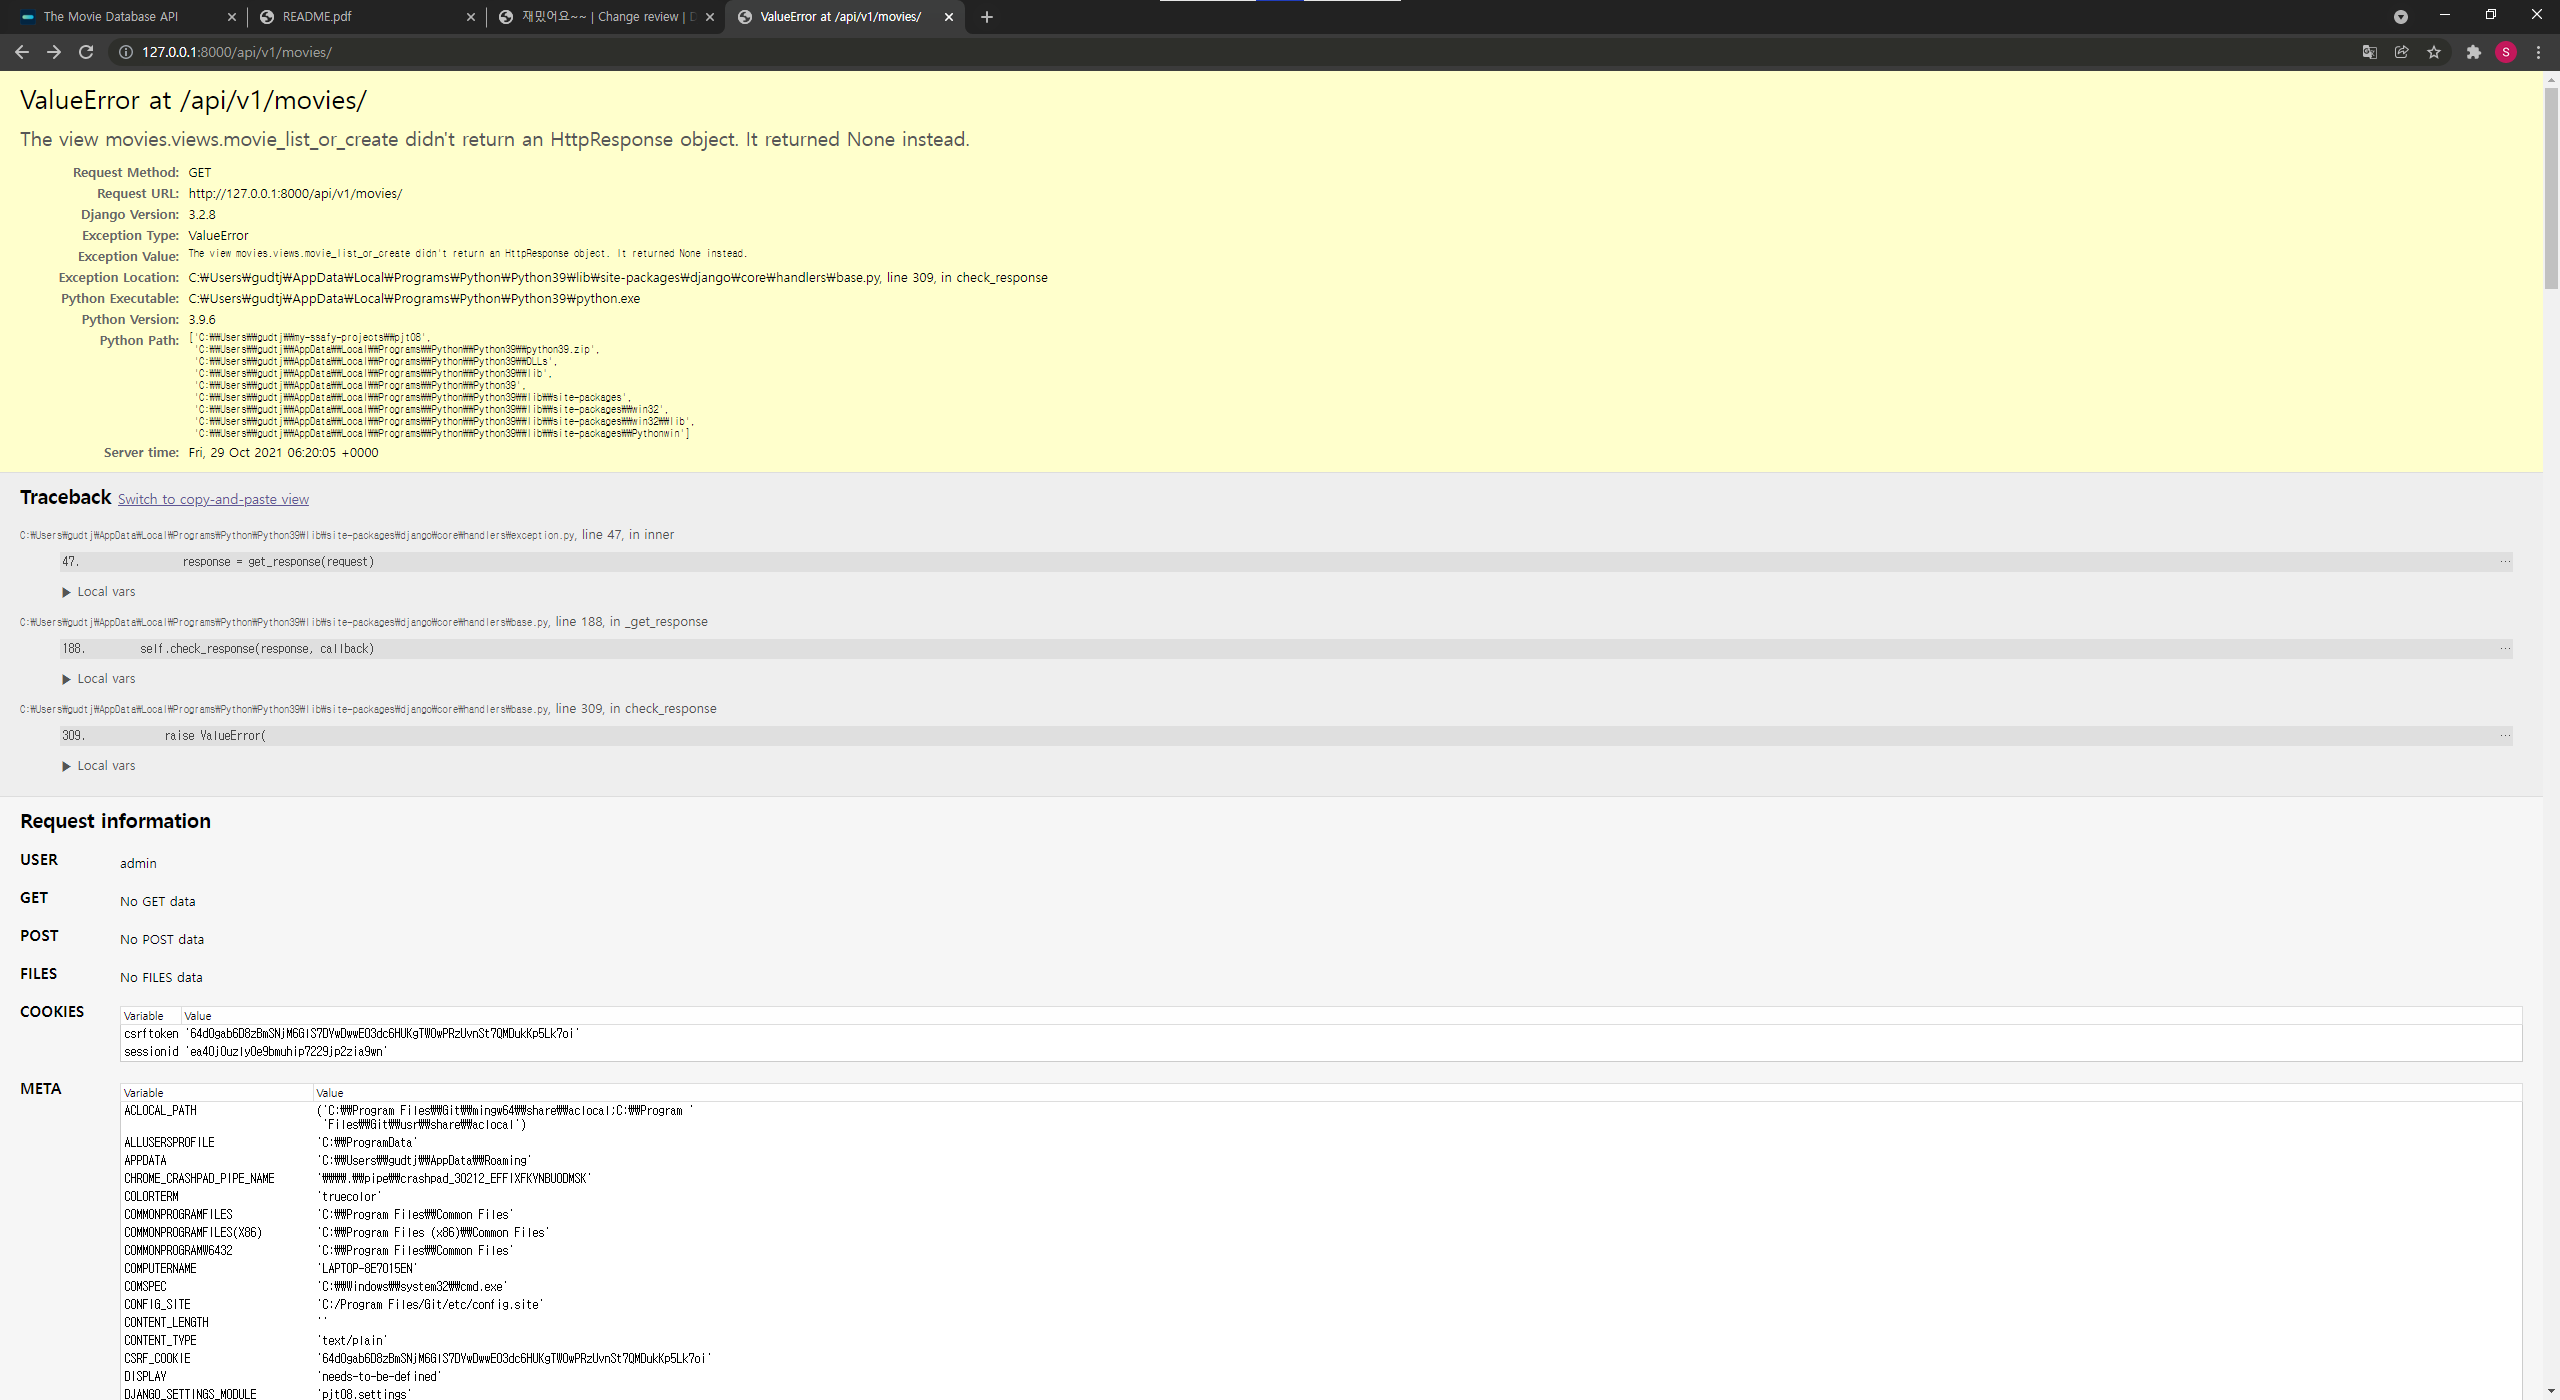 The Movie Database API
README.pdf
재밌어요~~ | Change review | D
ValueError at /api/v1/movies/
127.0.0.1:8000/api/v1/movies/
S
ValueError at /api/v1/movies/
The view movies.views.movie_list_or_create didn't return an HttpResponse object. It returned None instead.
Request Method: GET
Request URL: http://127.0.0.1:8000/api/v1/movies/
Django Version: 3.2.8
Exception Type: ValueError
Exception Value: The view movies.views.movie_list_or_create didn't return an HttpResponse object. It returned None instead.
Exception Location: C:₩Users₩gudtj₩AppData₩Local₩Programs₩Python₩Python39₩lib₩site-packages₩django₩core₩handlers₩base.py, line 309, in check_response
Python Executable: C:₩Users₩gudtj₩AppData₩Local₩Programs₩Python₩Python39₩python.exe
Python Version: 3.9.6
Python Path: ['C:₩₩Users₩₩gudtj₩₩my-ssafy-projects₩₩pjt08',
'C:₩₩Users₩₩gudtj₩₩AppData₩₩Local₩₩Programs₩₩Python₩₩Python39₩₩python39.zip',
'C:₩₩Users₩₩gudtj₩₩AppData₩₩Local₩₩Programs₩₩Python₩₩Python39₩₩DLLs',
'C:₩₩Users₩₩gudtj₩₩AppData₩₩Local₩₩Programs₩₩Python₩₩Python39₩₩lib',
'C:₩₩Users₩₩gudtj₩₩AppData₩₩Local₩₩Programs₩₩Python₩₩Python39',
'C:₩₩Users₩₩gudtj₩₩AppData₩₩Local₩₩Programs₩₩Python₩₩Python39₩₩lib₩₩site-packages',
'C:₩₩Users₩₩gudtj₩₩AppData₩₩Local₩₩Programs₩₩Python₩₩Python39₩₩lib₩₩site-packages₩₩win32',
'C:₩₩Users₩₩gudtj₩₩AppData₩₩Local₩₩Programs₩₩Python₩₩Python39₩₩lib₩₩site-packages₩₩win32₩₩lib',
'C:₩₩Users₩₩gudtj₩₩AppData₩₩Local₩₩Programs₩₩Python₩₩Python39₩₩lib₩₩site-packages₩₩Pythonwin']
Server time: Fri, 29 Oct 2021 06:20:05 +0000
Traceback Switch to copy-and-paste view
C:₩Users₩gudtj₩AppData₩Local₩Programs₩Python₩Python39₩lib₩site-packages₩django₩core₩handlers₩exception.py, line 47, in inner
47. response = get_response(request) ...
▶ Local vars
C:₩Users₩gudtj₩AppData₩Local₩Programs₩Python₩Python39₩lib₩site-packages₩django₩core₩handlers₩base.py, line 188, in _get_response
188. self.check_response(response, callback) ...
▶ Local vars
C:₩Users₩gudtj₩AppData₩Local₩Programs₩Python₩Python39₩lib₩site-packages₩django₩core₩handlers₩base.py, line 309, in check_response
309. raise ValueError( ...
▶ Local vars
Request information
USER admin
GET No GET data
POST No POST data
FILES No FILES data
COOKIES Variable Value
csrftoken
sessionid
META Variable Value
ACLOCAL_PATH ('C:₩₩Program Files₩₩Git₩₩mingw64₩₩share₩₩aclocal;C:₩₩Program '
'Files₩₩Git₩₩usr₩₩share₩₩aclocal')
ALLUSERSPROFILE 'C:₩₩ProgramData'
APPDATA 'C:₩₩Users₩₩gudtj₩₩AppData₩₩Roaming'
CHROME_CRASHPAD_PIPE_NAME '₩₩₩₩.₩₩pipe₩₩crashpad_30212_EFFIXFKYNBUODMSK'
COLORTERM 'truecolor'
COMMONPROGRAMFILES 'C:₩₩Program Files₩₩Common Files'
COMMONPROGRAMFILES(X86) 'C:₩₩Program Files (x86)₩₩Common Files'
COMMONPROGRAMW6432 'C:₩₩Program Files₩₩Common Files'
COMPUTERNAME 'LAPTOP-8E7015EN'
COMSPEC 'C:₩₩Windows₩₩system32₩₩cmd.exe'
CONFIG_SITE 'C:/Program Files/Git/etc/config.site'
CONTENT_LENGTH ''
CONTENT_TYPE 'text/plain'
CSRF_COOKIE
DISPLAY 'needs-to-be-defined'
DJANGO_SETTINGS_MODULE 'pjt08.settings'